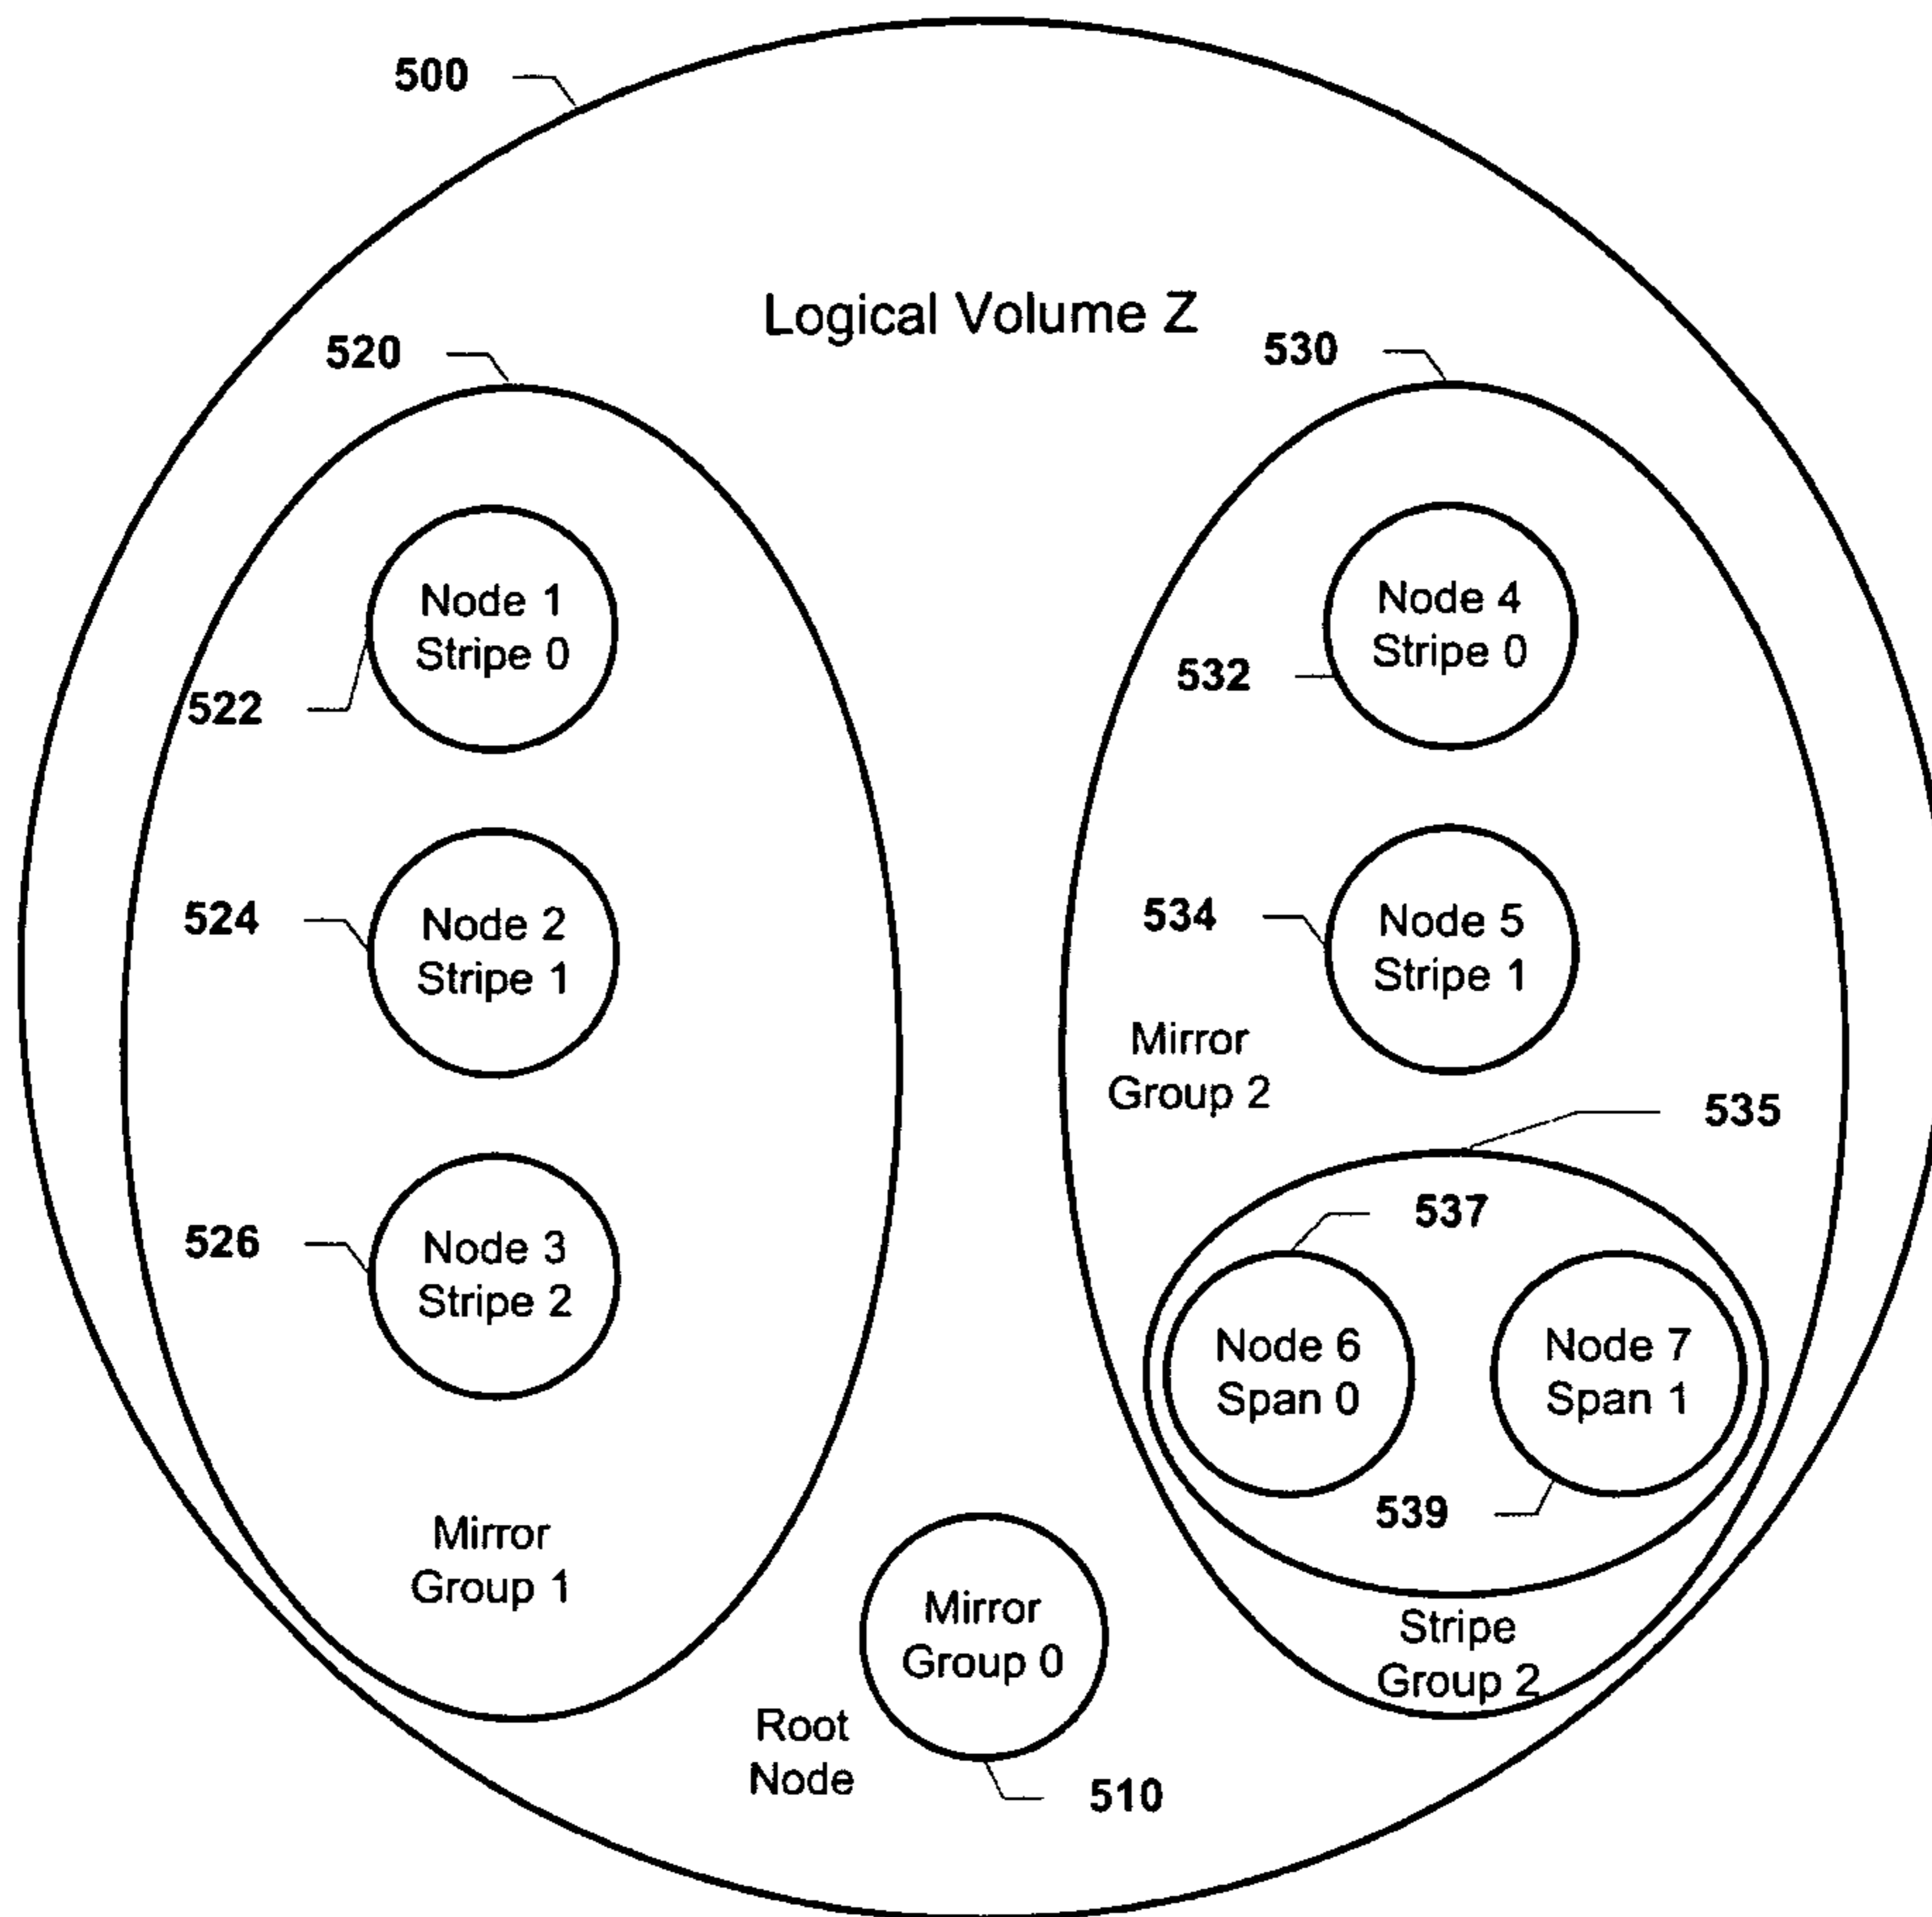 500
Logical Volume Z
520
530
Node 1
Stripe 0
522
Node 4
Stripe 0
532
524
Node 2
Stripe 1
534
Node 5
Stripe 1
Mirror
Group 2
535
526
Node 3
Stripe 2
537
Node 6
Span 0
Node 7
Span 1
539
Mirror
Group 1
Mirror
Group 0
Stripe
Group 2
Root
Node
510